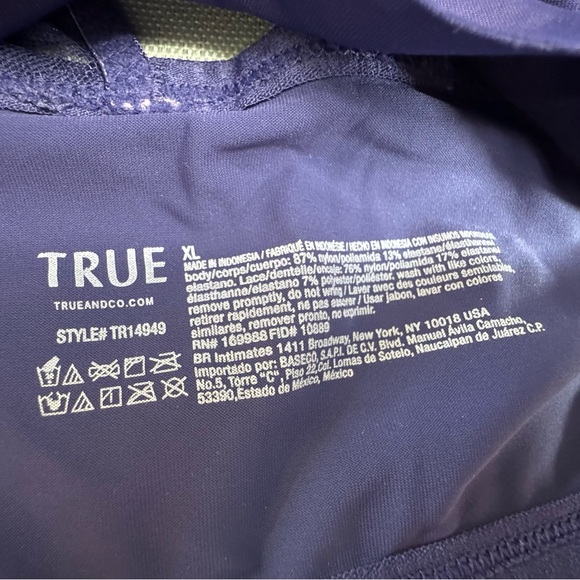 TRUE
TRUEANDCO.COM
STYLE# TR14949
XL
MADE IN INDONESIA / FABRIQUÉ EN INDONÉSIE / HECHO EN INDONESIA CON INSUMOS IMPORTADOS
body/corps/cuerpo: 87% nylon/poliamida 13% elastane/élasthanne/
elastano. Lace/dentelle/encaje: 76% nylon/poliamida 17% elastane/
élasthanne/elastano 7% polyester/poliéster. wash with like colors,
remove promptly, do not wring / laver avec des couleurs semblables,
retirer rapidement, ne pas essorer / Usar jabon, lavar con colores
similares, remover pronto, no exprimir.
RN# 169988 FID# 10889
BR Intimates 1411 Broadway, New York, NY 10018 USA
Importado por: BASECO, S.A.P.I. DE C.V. Blvd. Manuel Ávila Camacho,
No.5, Torre "C", Piso 22, Col. Lomas de Sotelo, Naucalpan de Juárez C.P.
53390, Estado de México, México